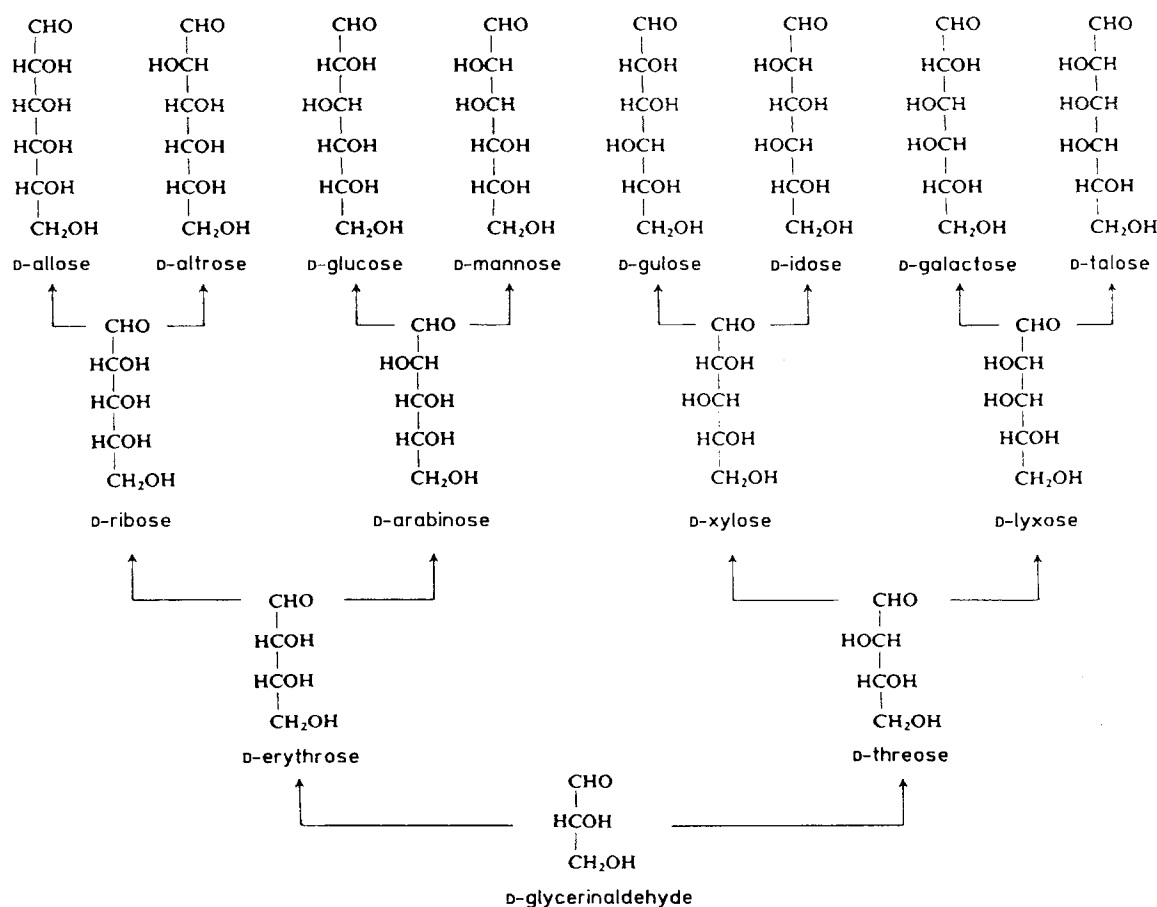 CHO CHO CHO CHO CHO CHO CHO CHO
HCOH HOCH HCOH HOCH HCOH HOCH HCOH HOCH
HCOH HCOH HOCH HOCH HCOH HCOH HOCH HOCH
HCOH HCOH HCOH HCOH HOCH HOCH HOCH HOCH
HCOH HCOH HCOH HCOH HCOH HCOH HCOH HCOH
CH₂OH CH₂OH CH₂OH CH₂OH CH₂OH CH₂OH CH₂OH CH₂OH
D-allose D-altrose D-glucose D-mannose D-gulose D-idose D-galactose D-talose
CHO CHO CHO CHO
HCOH HOCH HCOH HOCH
HCOH HCOH HOCH HOCH
HCOH HCOH HCOH HCOH
CH₂OH CH₂OH CH₂OH CH₂OH
D-ribose D-arabinose D-xylose D-lyxose
CHO CHO
HCOH HOCH
HCOH HCOH
CH₂OH CH₂OH
D-erythrose D-threose
CHO
HCOH
CH₂OH
D-glycerinaldehyde